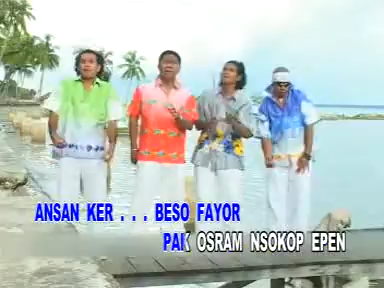 ANSAN KER . . . BESO FAYOR
PAK OSRAM NSOKOP EPEN